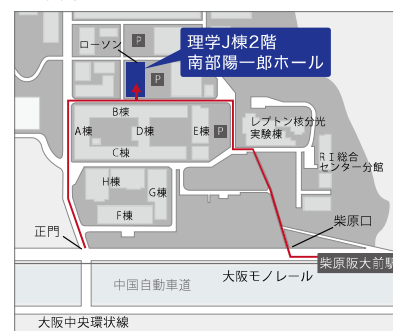 ローソン
P
理学J棟2階
南部陽一郎ホール
P
B棟
A棟
D棟
E棟
P
C棟
レプトン核分光
実験棟
RI総合
センター分館
H棟
G棟
F棟
正門
柴原口
柴原阪大前駅
大阪モノレール
中国自動車道
大阪中央環状線